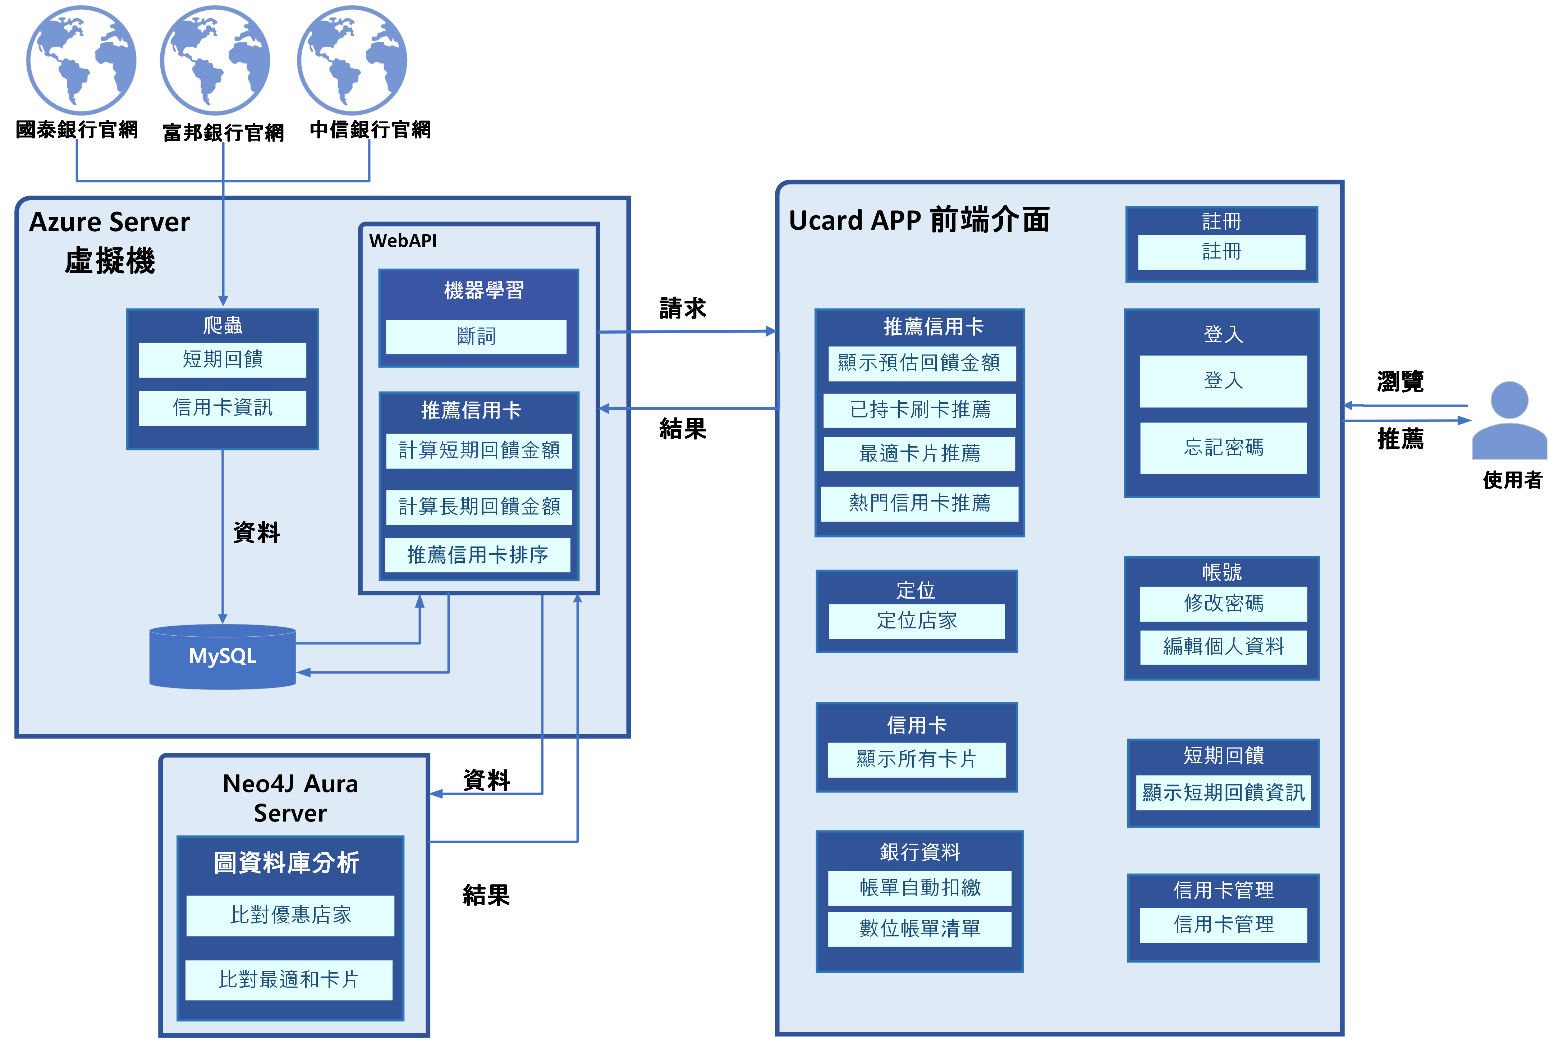 國泰銀行官網
富邦銀行官網
中信銀行官網
Azure Server
虛擬機
爬蟲
短期回饋
信用卡資訊
資料
MySQL
WebAPI
機器學習
斷詞
推薦信用卡
計算短期回饋金額
計算長期回饋金額
推薦信用卡排序
請求
結果
Neo4J Aura
Server
圖資料庫分析
比對優惠店家
比對最適和卡片
資料
結果
Ucard APP 前端介面
推薦信用卡
顯示預估回饋金額
已持卡刷卡推薦
最適卡片推薦
熱門信用卡推薦
定位
定位店家
信用卡
顯示所有卡片
銀行資料
帳單自動扣繳
數位帳單清單
註冊
註冊
登入
登入
忘記密碼
帳號
修改密碼
編輯個人資料
短期回饋
顯示短期回饋資訊
信用卡管理
信用卡管理
瀏覽
推薦
使用者